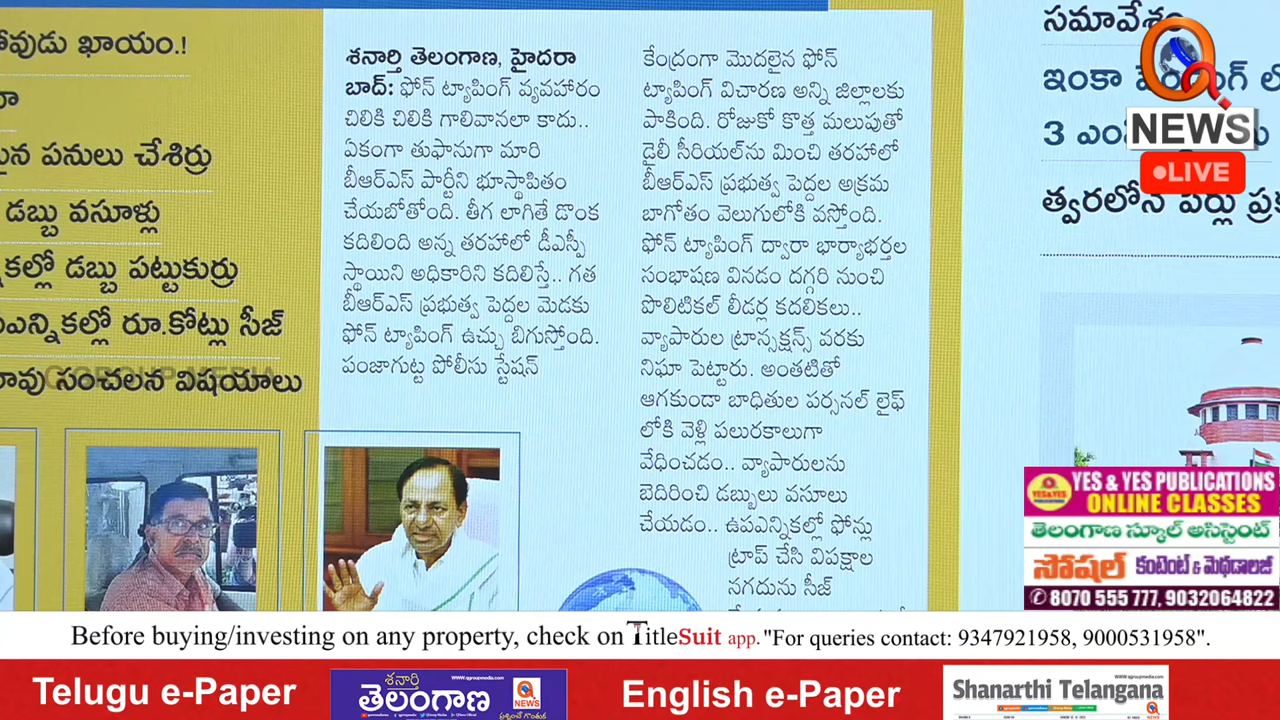 ఖాయం.!
పనులు చేశిర్రు
డబ్బు వసూళ్లు
డబ్బు పట్టుకుర్రు
రూ.కోట్లు సీజ్
సంచలన విషయాలు
శనార్తి తెలంగాణ, హైదరా
బాద్: ఫోన్ ట్యాపింగ్ వ్యవహారం
చిలికి చిలికి గాలివానలా కాదు..
ఏకంగా తుఫానుగా మారి
బీఆర్ఎస్ పార్టీని భూస్థాపితం
చేయబోతోంది. తీగ లాగితే డొంక
కదిలింది అన్న తరహాలో డీఎస్పీ
స్థాయిని అధికారిని కదిలిస్తే.. గత
బీఆర్ఎస్ ప్రభుత్వ పెద్దల మెడకు
ఫోన్ ట్యాపింగ్ ఉచ్చు బిగుస్తోంది.
పంజాగుట్ట పోలీసు స్టేషన్
కేంద్రంగా మొదలైన ఫోన్
ట్యాపింగ్ విచారణ అన్ని జిల్లాలకు
పాకింది. రోజుకో కొత్త మలుపుతో
డైలీ సీరియల్‌ను మించి తరహాలో
బీఆర్ఎస్ ప్రభుత్వ పెద్దల అక్రమ
బాగోతం వెలుగులోకి వస్తోంది.
ఫోన్ ట్యాపింగ్ ద్వారా భార్యాభర్తల
సంభాషణ వినడం దగ్గరి నుంచి
పొలిటికల్ లీడర్ల కదలికలు..
వ్యాపారుల ట్రాన్సక్షన్స్ వరకు
నిఘా పెట్టారు. అంతటితో
ఆగకుండా బాధితుల పర్సనల్ లైఫ్
లోకి వెళ్లి పలురకాలుగా
వేధించడం.. వ్యాపారులను
బెదిరించి డబ్బులు వసూలు
చేయడం.. ఉపఎన్నికల్లో ఫోన్లు
ట్రాప్ చేసి విపక్షాల
నగదును సీజ్
సమావేశం
ఇంకా
3
త్వరలోనే
Q
NEWS
LIVE
YES & YES PUBLICATIONS
ONLINE CLASSES
తెలంగాణ స్కూల్ అసిస్టెంట్
సోషల్ కంటెంట్ & మెథడాలజీ
8070 555 777, 9032064822
Before buying/investing on any property, check on TitleSuit app. "For queries contact: 9347921958, 9000531958".
Telugu e-Paper
శనార్తి
తెలంగాణ
www.qgroupmedia.com
NEWS
English e-Paper
Shanarthi Telangana